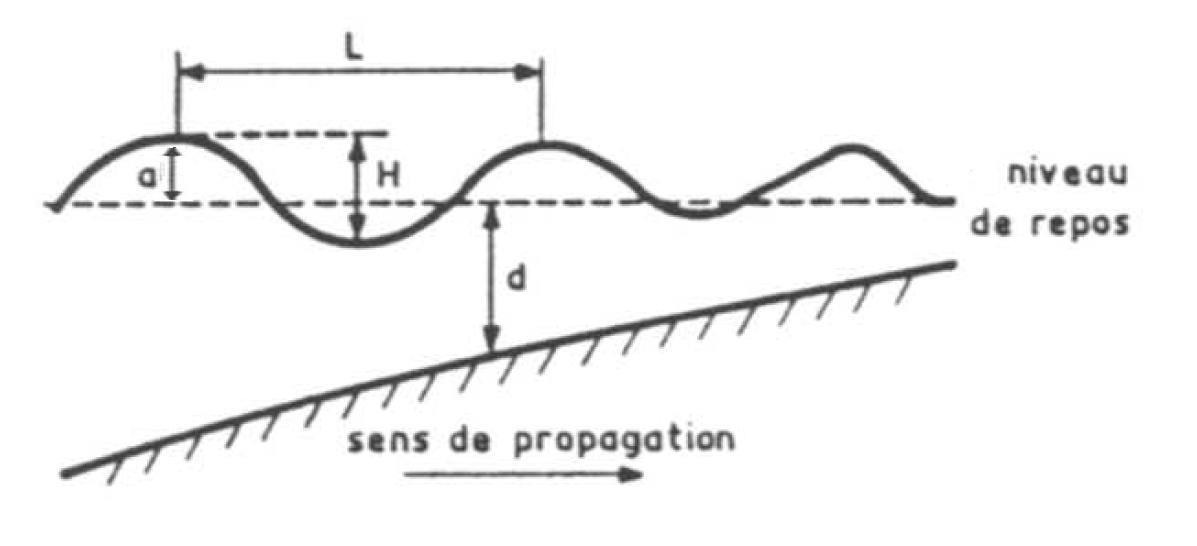 L
a
H
niveau
de repos
d
sens de propagation